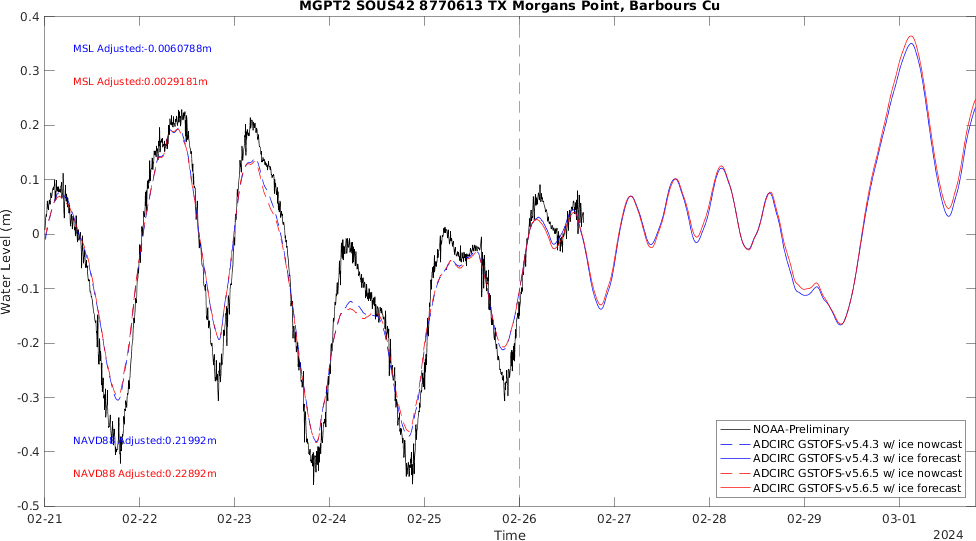 MGPT2 SOUS42 8770613 TX Morgans Point, Barbours Cu
0.4
0.3
0.2
0.1
0
-0.1
-0.2
-0.3
-0.4
-0.5
Water Level (m)
MSL Adjusted:-0.0060788m
MSL Adjusted:0.0029181m
NAVD88 Adjusted:0.21992m
NAVD88 Adjusted:0.22892m
NOAA-Preliminary
ADCIRC GSTOFS-v5.4.3 w/ ice nowcast
ADCIRC GSTOFS-v5.4.3 w/ ice forecast
ADCIRC GSTOFS-v5.6.5 w/ ice nowcast
ADCIRC GSTOFS-v5.6.5 w/ ice forecast
02-21 02-22 02-23 02-24 02-25 02-26 02-27 02-28 02-29 03-01
Time
2024